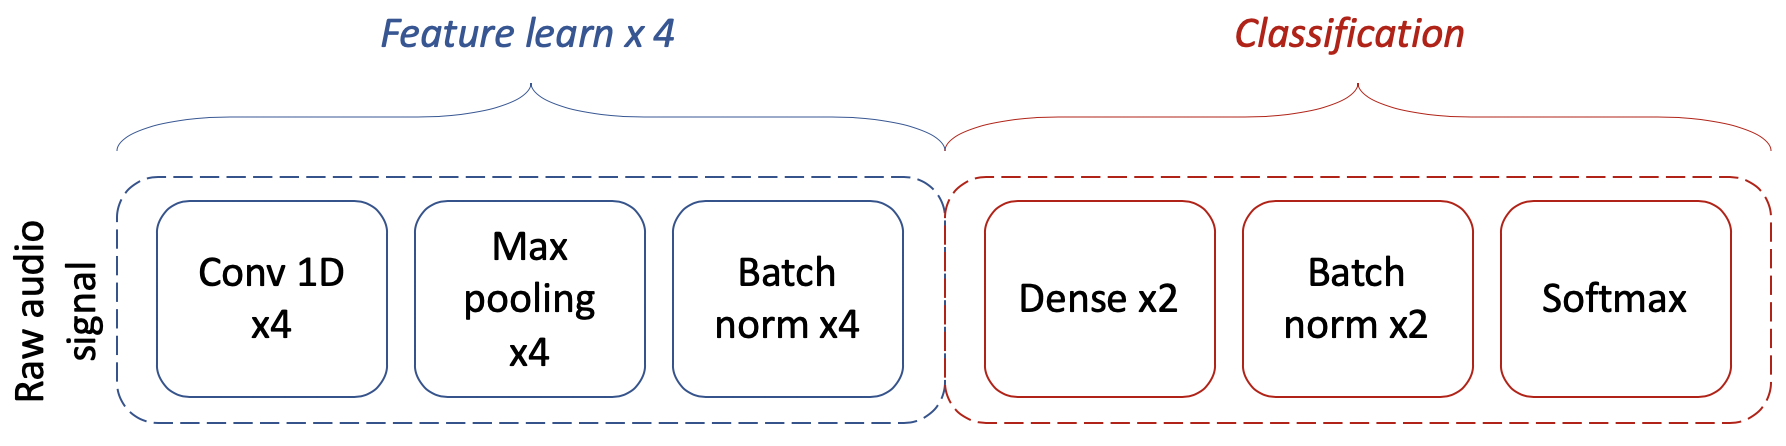 Feature learn x 4
Classification
Raw audio
signal
Conv 1D
x4
Max
pooling
x4
Batch
norm x4
Dense x2
Batch
norm x2
Softmax